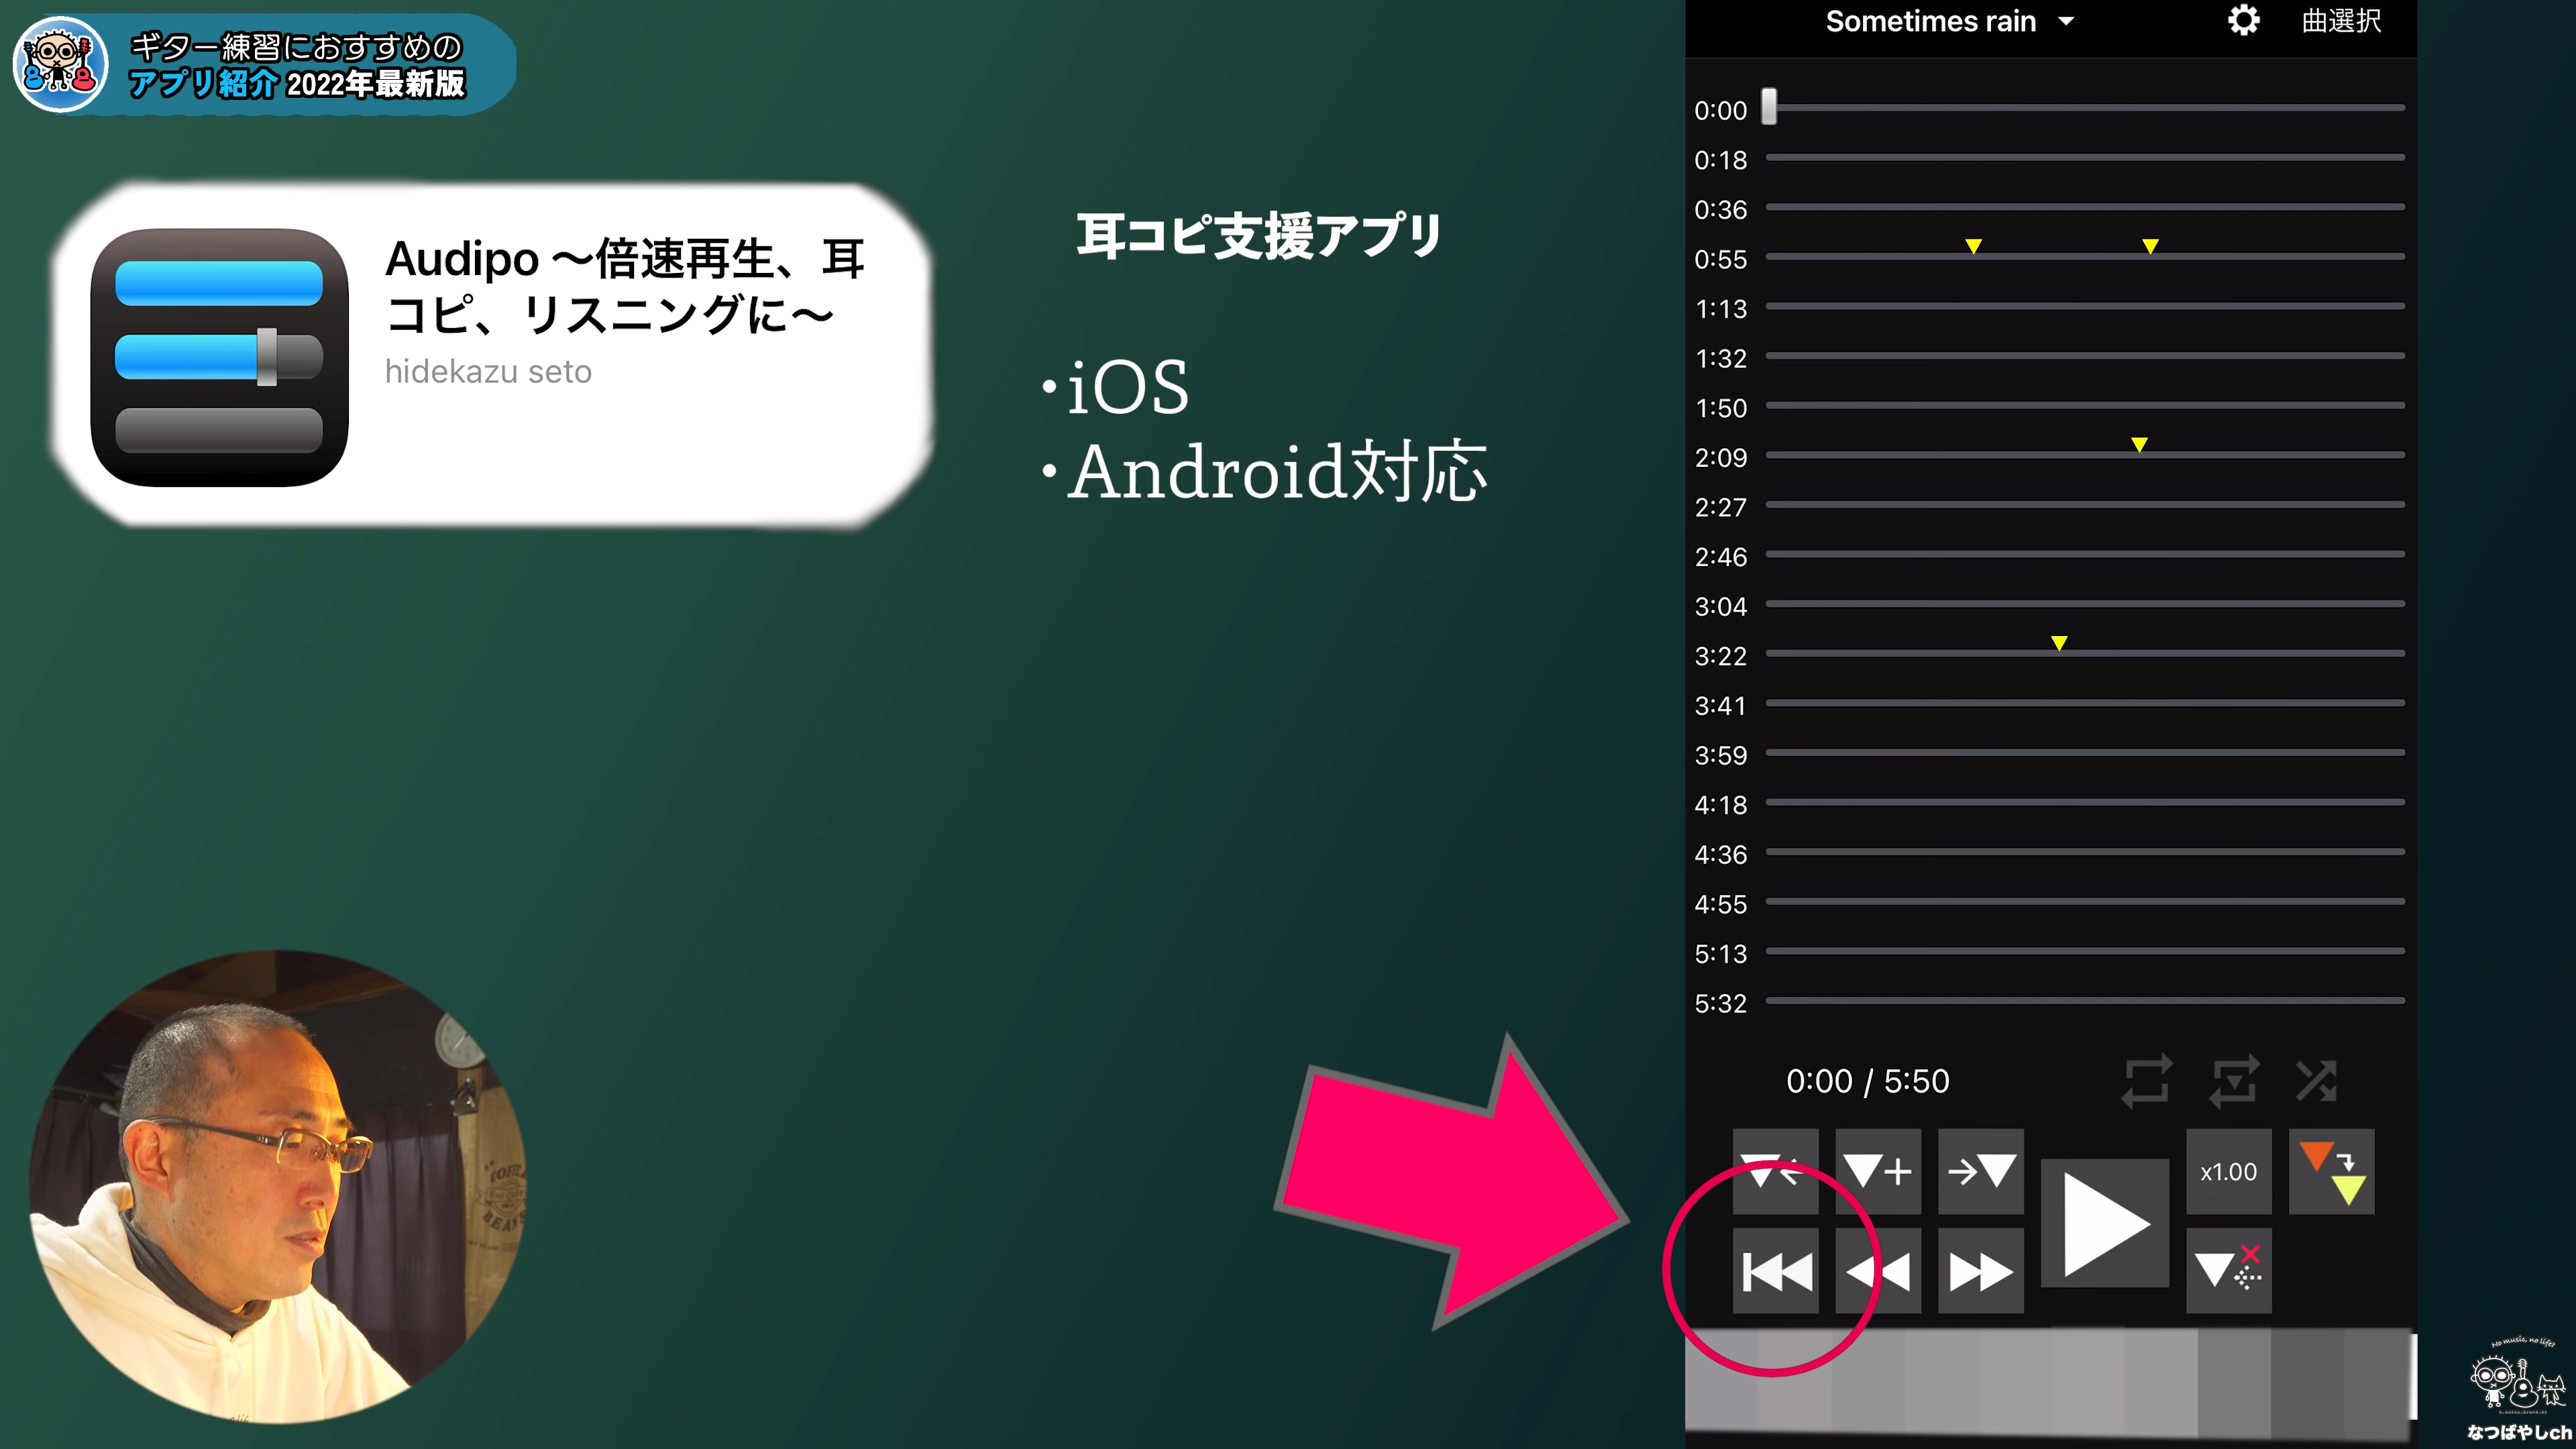 ギター練習におすすめの
アプリ紹介 2022年最新版
Audipo 〜倍速再生、耳
コピ、リスニングに〜
hidekazu seto
耳コピ支援アプリ
・iOS
・Android対応
Sometimes rain
曲選択
0:00
0:18
0:36
0:55
1:13
1:32
1:50
2:09
2:27
2:46
3:04
3:22
3:41
3:59
4:18
4:36
4:55
5:13
5:32
0:00 / 5:50
x1.00
No music, no life!
なつばやしch